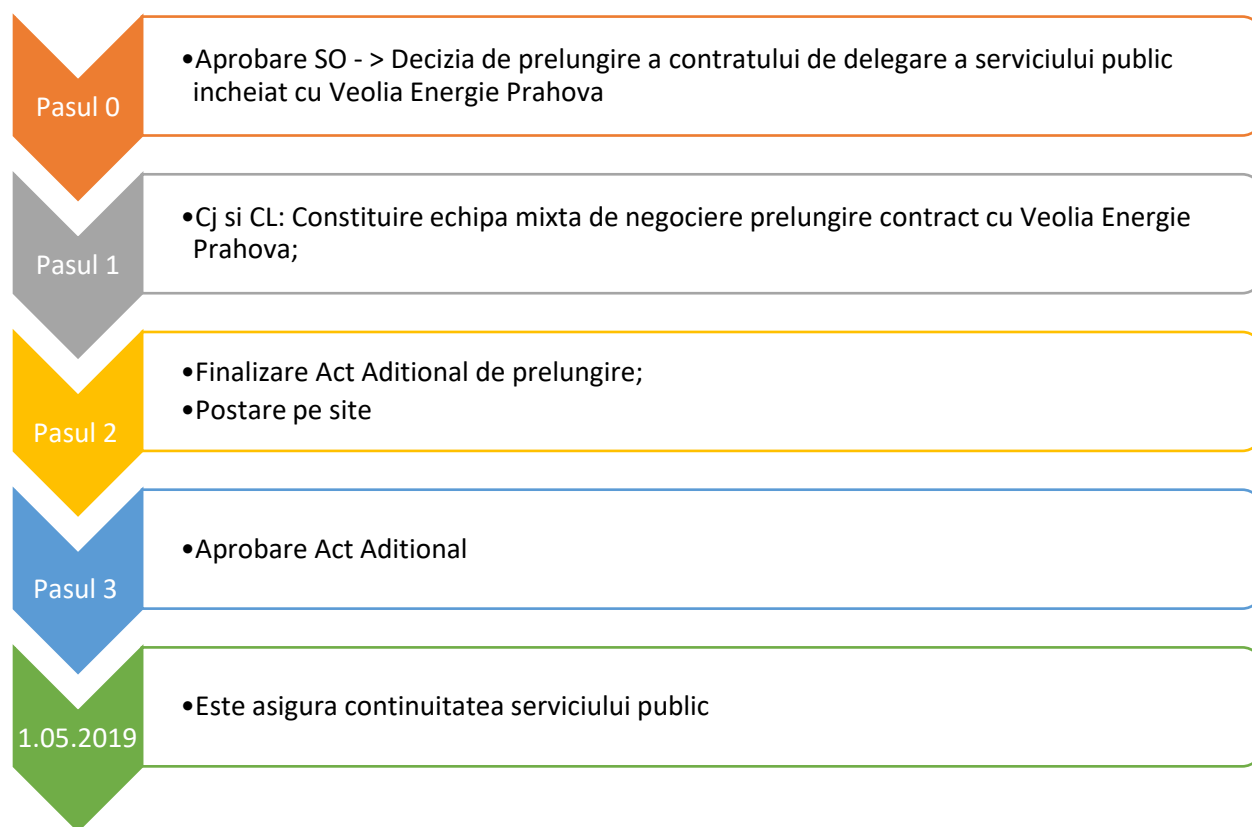 Pasul 0
•Aprobare SO - > Decizia de prelungire a contratului de delegare a serviciului public
incheiat cu Veolia Energie Prahova
Pasul 1
•Cj si CL: Constituire echipa mixta de negociere prelungire contract cu Veolia Energie
Prahova;
Pasul 2
•Finalizare Act Aditional de prelungire;
•Postare pe site
Pasul 3
•Aprobare Act Aditional
1.05.2019
•Este asigura continuitatea serviciului public